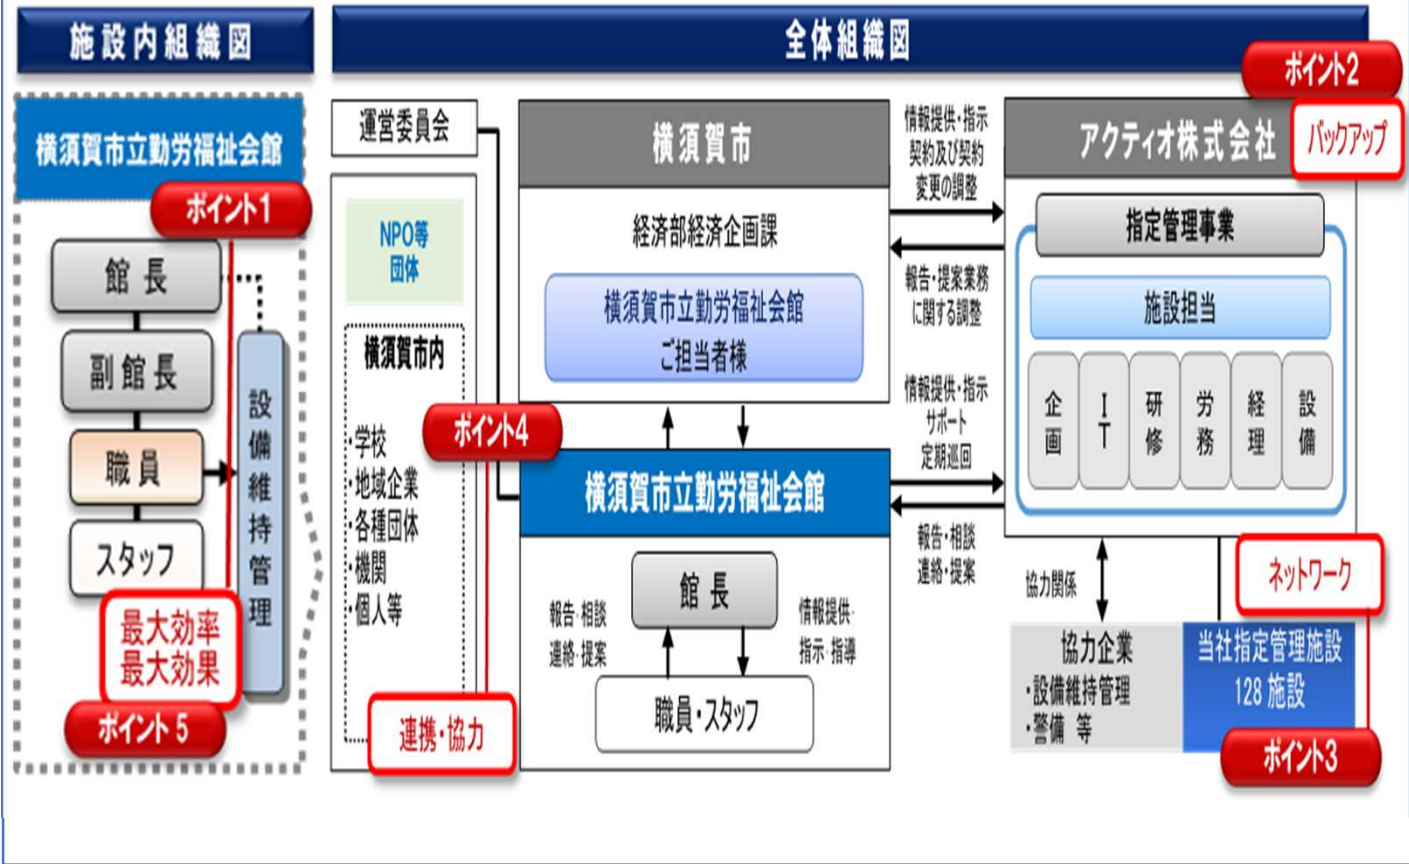 施設内組織図
横須賀市立勤労福祉会館
ポイント1
館長
副館長
職員
スタッフ
設備維持管理
最大効率
最大効果
ポイント5
全体組織図
運営委員会
NPO等
団体
横須賀市内
・学校
・地域企業
・各種団体
・機関
・個人等
ポイント4
連携・協力
横須賀市
経済部経済企画課
横須賀市立勤労福祉会館
ご担当者様
横須賀市立勤労福祉会館
館長
報告・相談
連絡・提案
情報提供・
指示・指導
職員・スタッフ
情報提供・指示
契約及び契約
変更の調整
報告・提案業務
に関する調整
情報提供・指示
サポート
定期巡回
報告・相談
連絡・提案
ポイント2
バックアップ
アクティオ株式会社
指定管理事業
施設担当
企画
IT
研修
労務
経理
設備
ネットワーク
協力関係
協力企業
・設備維持管理
・警備 等
当社指定管理施設
128 施設
ポイント3